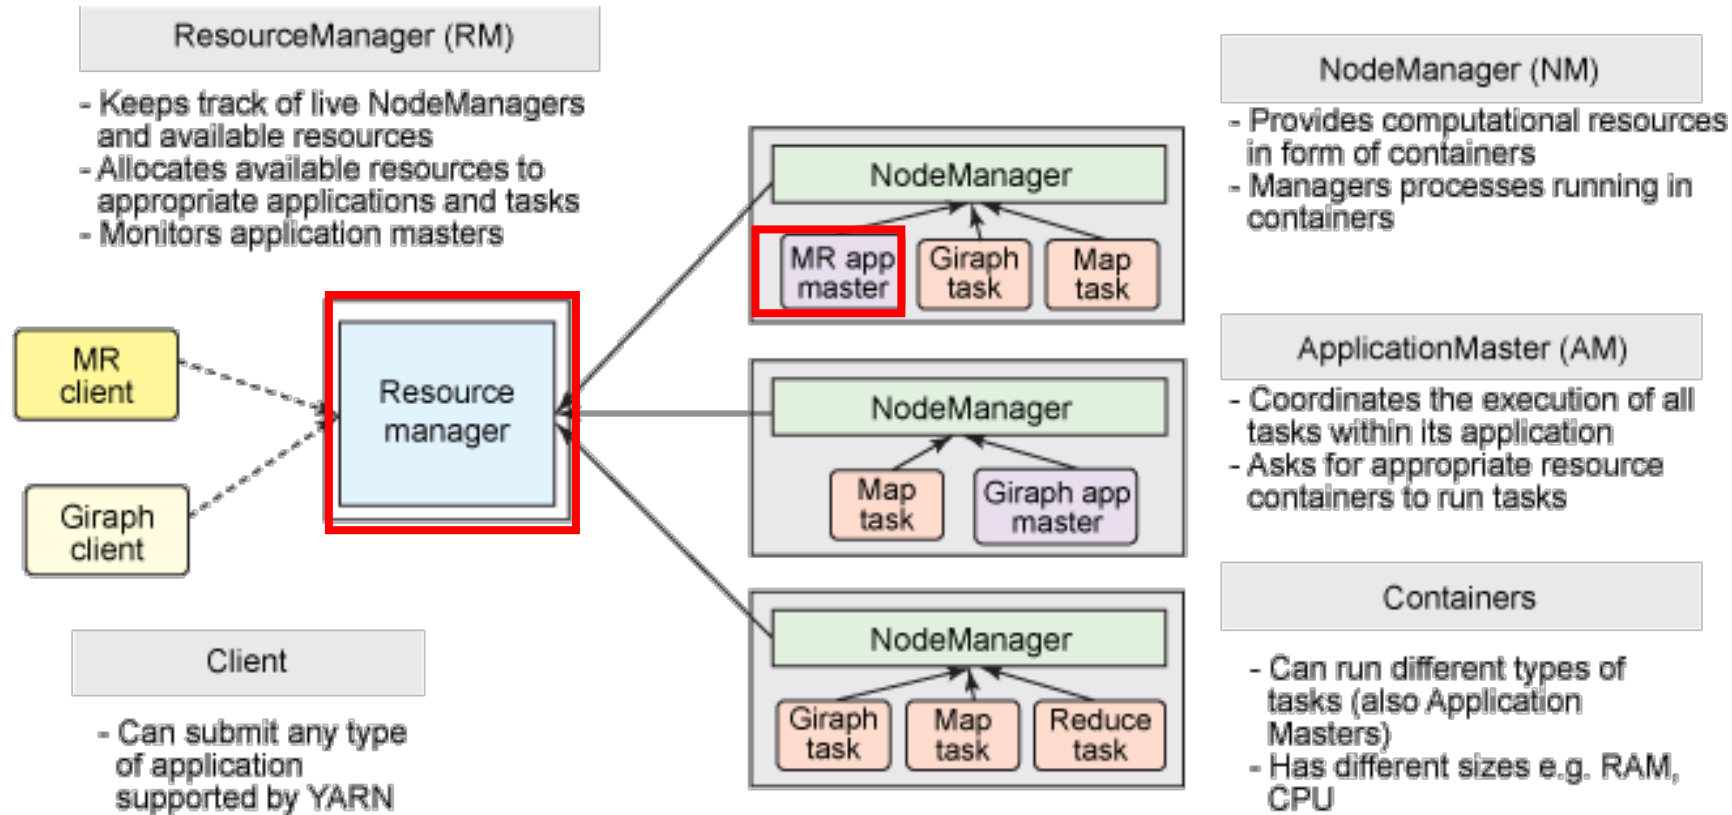 ResourceManager (RM)
- Keeps track of live NodeManagers
and available resources
- Allocates available resources to
appropriate applications and tasks
- Monitors application masters
MR
client
Giraph
client
Resource
manager
Client
- Can submit any type
of application
supported by YARN
NodeManager
MR app
master
Giraph
task
Map
task
NodeManager
Map
task
Giraph app
master
NodeManager
Giraph
task
Map
task
Reduce
task
NodeManager (NM)
- Provides computational resources
in form of containers
- Managers processes running in
containers
ApplicationMaster (AM)
- Coordinates the execution of all
tasks within its application
- Asks for appropriate resource
containers to run tasks
Containers
- Can run different types of
tasks (also Application
Masters)
- Has different sizes e.g. RAM,
CPU